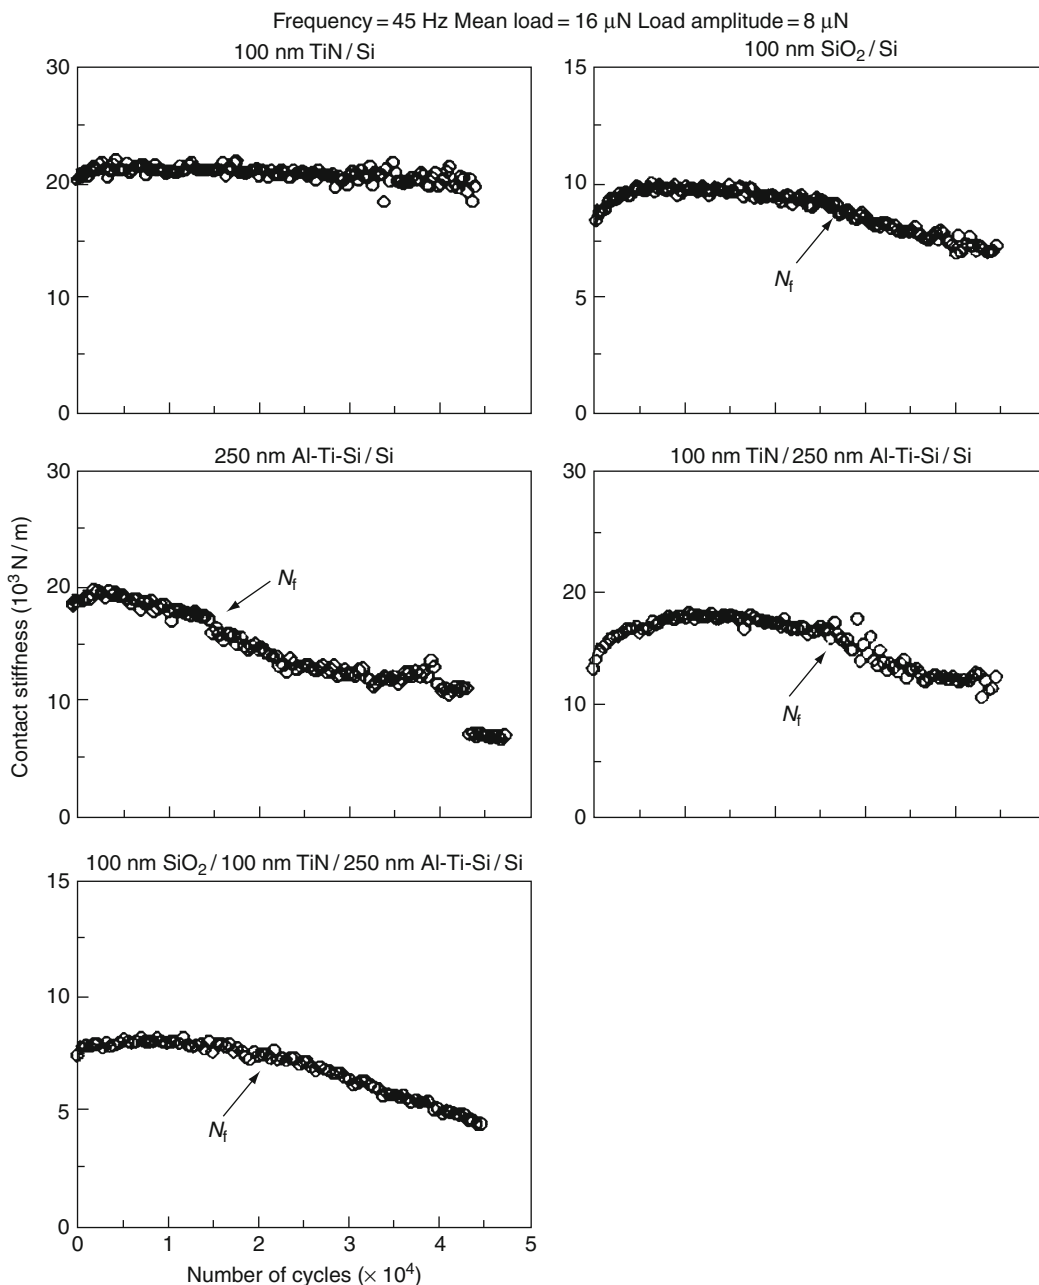 Frequency = 45 Hz Mean load = 16 μN Load amplitude = 8 μN
100 nm TiN / Si
30
20
10
0
100 nm SiO₂ / Si
15
10
5
0
N_f
250 nm Al-Ti-Si / Si
30
20
10
0
N_f
100 nm TiN / 250 nm Al-Ti-Si / Si
30
20
10
0
N_f
Contact stiffness (10³ N / m)
100 nm SiO₂ / 100 nm TiN / 250 nm Al-Ti-Si / Si
15
10
5
0
N_f
0 1 2 3 4 5
Number of cycles (× 10⁴)